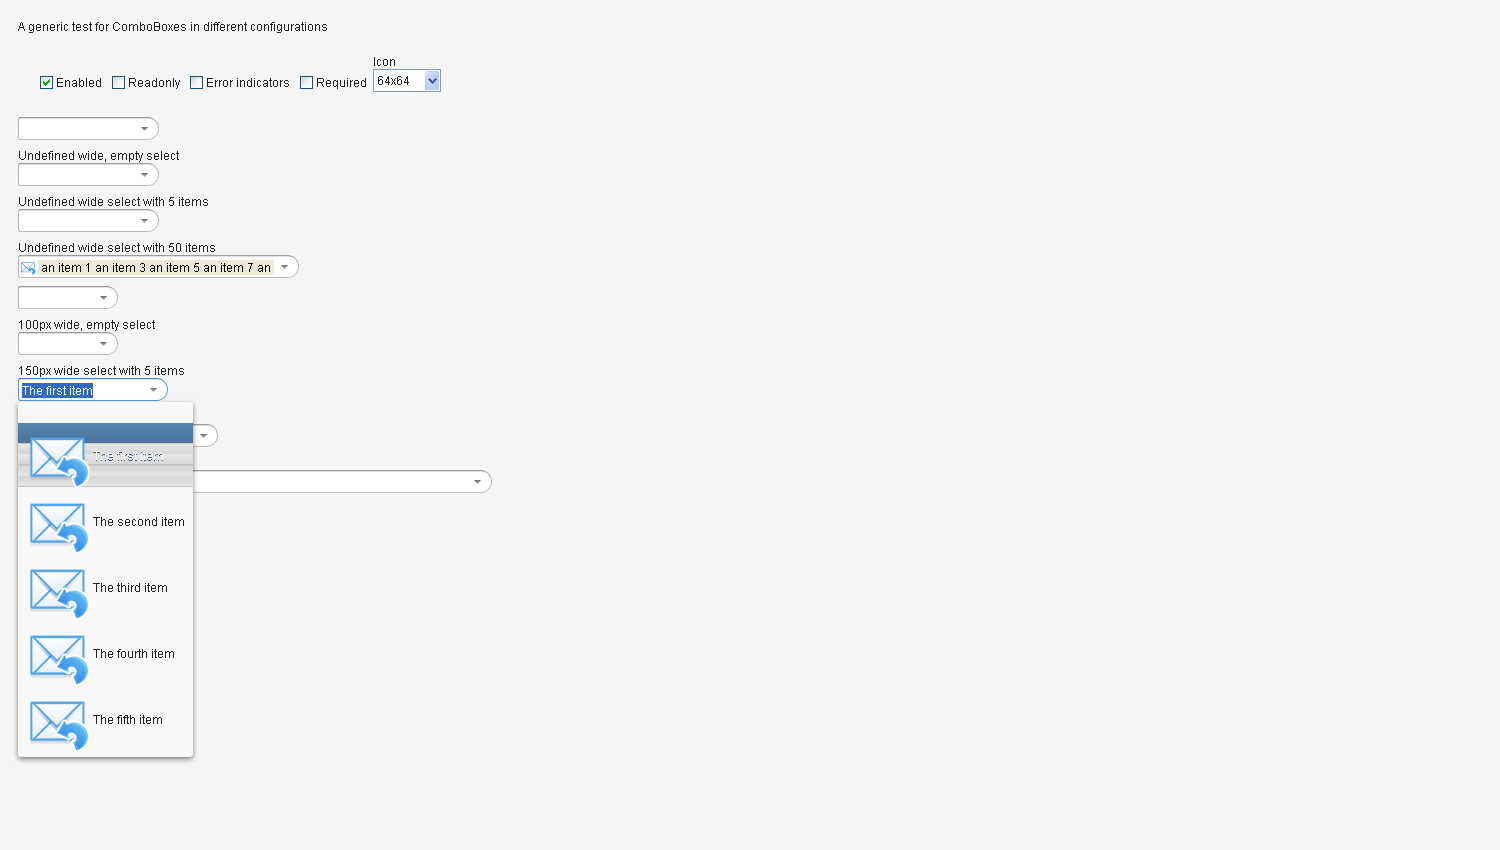 A generic test for ComboBoxes in different configurations
Icon
Enabled Readonly Error indicators Required 64x64
Undefined wide, empty select
Undefined wide select with 5 items
Undefined wide select with 50 items
an item 1 an item 3 an item 5 an item 7 an
100px wide, empty select
150px wide select with 5 items
The first item
The first item
The second item
The third item
The fourth item
The fifth item